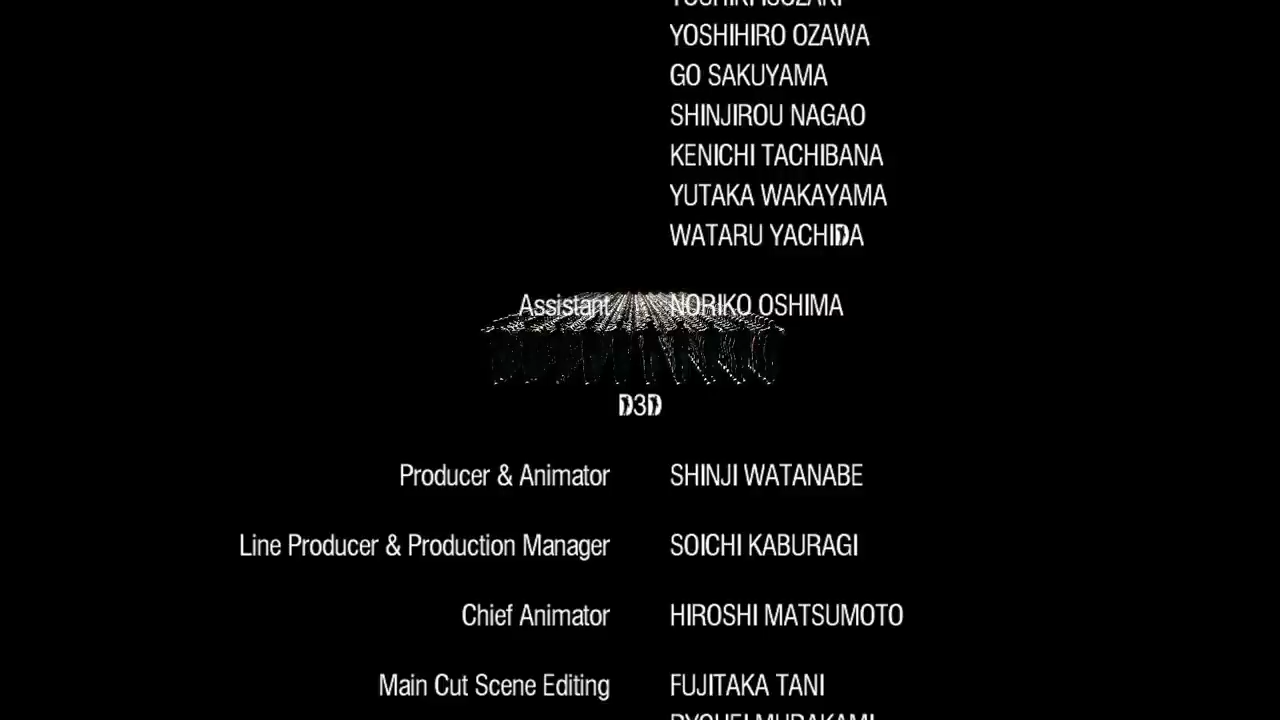 YOSHIHIRO OZAWA
GO SAKUYAMA
SHINJIROU NAGAO
KENICHI TACHIBANA
YUTAKA WAKAYAMA
WATARU YACHIDA
Assistant NORIKO OSHIMA
D3D
Producer & Animator SHINJI WATANABE
Line Producer & Production Manager SOICHI KABURAGI
Chief Animator HIROSHI MATSUMOTO
Main Cut Scene Editing FUJITAKA TANI